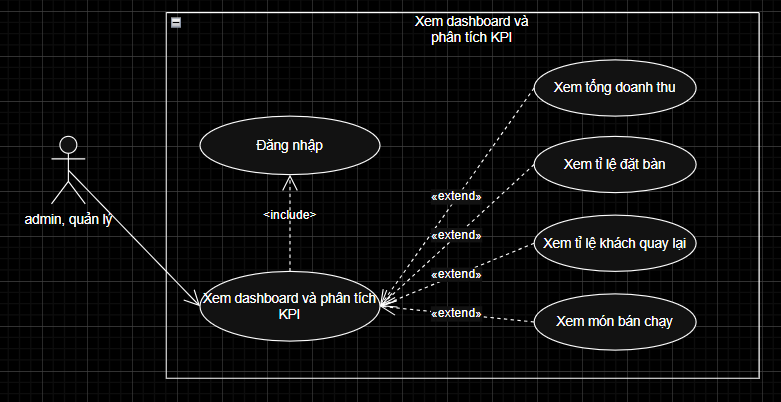 Xem dashboard và
phân tích KPI
Xem tổng doanh thu
Đăng nhập
Xem tỉ lệ đặt bàn
«extend»
admin, quản lý
<include>
«extend»
Xem tỉ lệ khách quay lại
«extend»
Xem dashboard và phân tích
KPI
«extend»
Xem món bán chạy